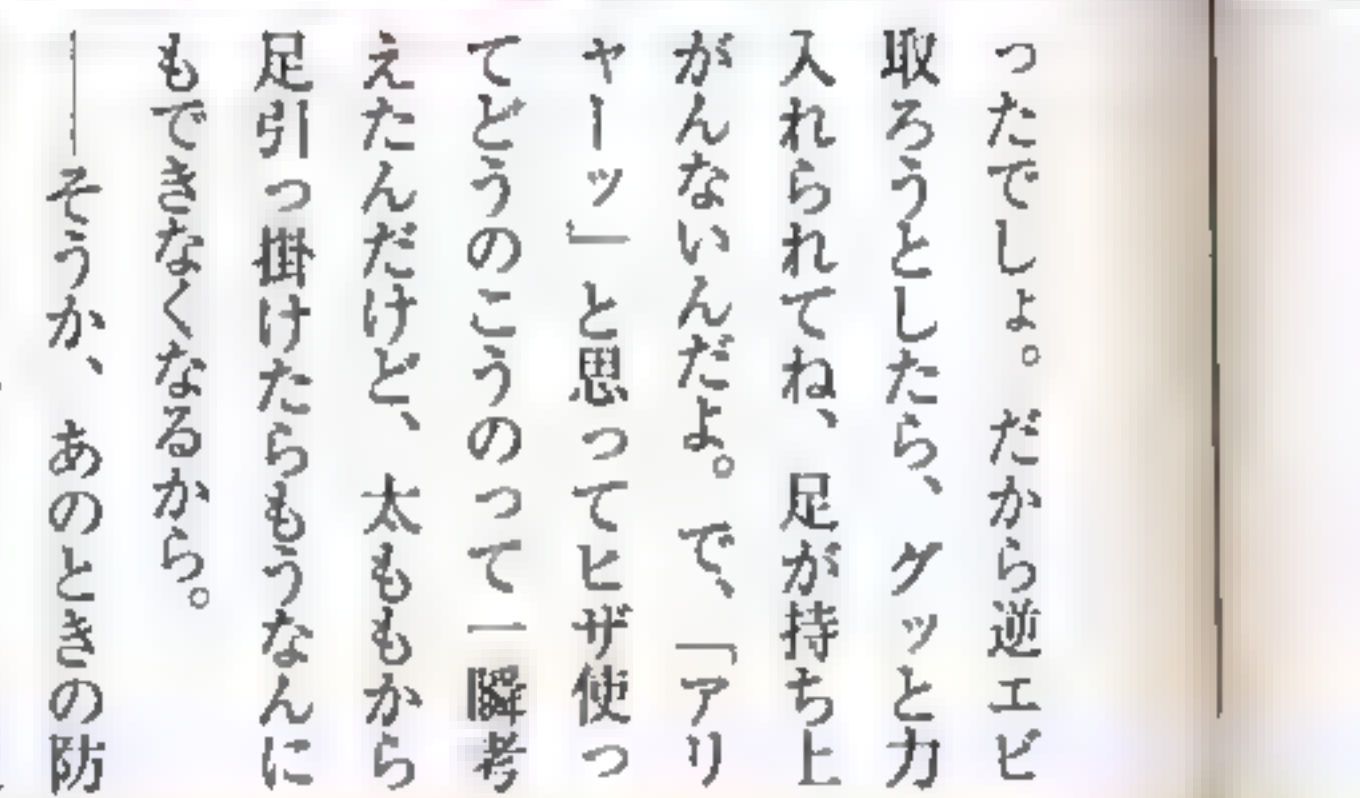 ったでしょ。だから逆エビ
取ろうとしたら、グッと力
入れられてね、足が持ち上
がんないんだよ。で、「アリ
ャーッ」と思ってヒザ使っ
てどうのこうのって一瞬考
えたんだけど、太ももから
足引っ掛けたらもうなんに
もできなくなるから。
――そうか、あのときの防